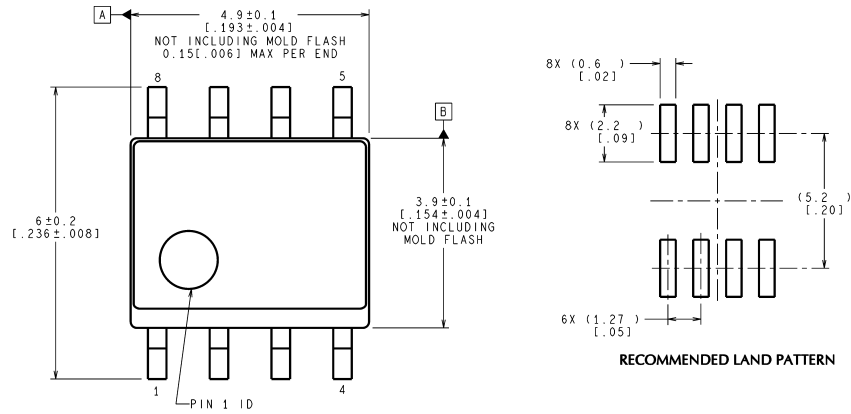 A
4.9±0.1
[.193±.004]
NOT INCLUDING MOLD FLASH
0.15[.006] MAX PER END
8
5
B
6±0.2
[.236±.008]
3.9±0.1
[.154±.004]
NOT INCLUDING
MOLD FLASH
1
4
PIN 1 ID
8X (0.6 )
[.02]
8X (2.2 )
[.09]
(5.2 )
[.20]
6X (1.27 )
[.05]
RECOMMENDED LAND PATTERN